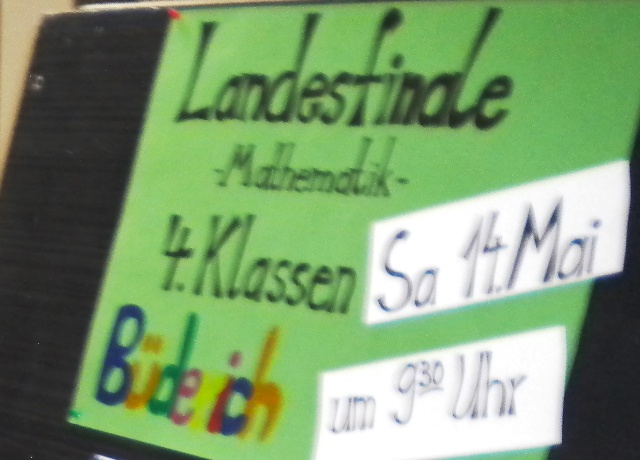 Landesfinale
-Mathematik-
4. Klassen Sa 14. Mai
Büderich um 9³⁰ Uhr